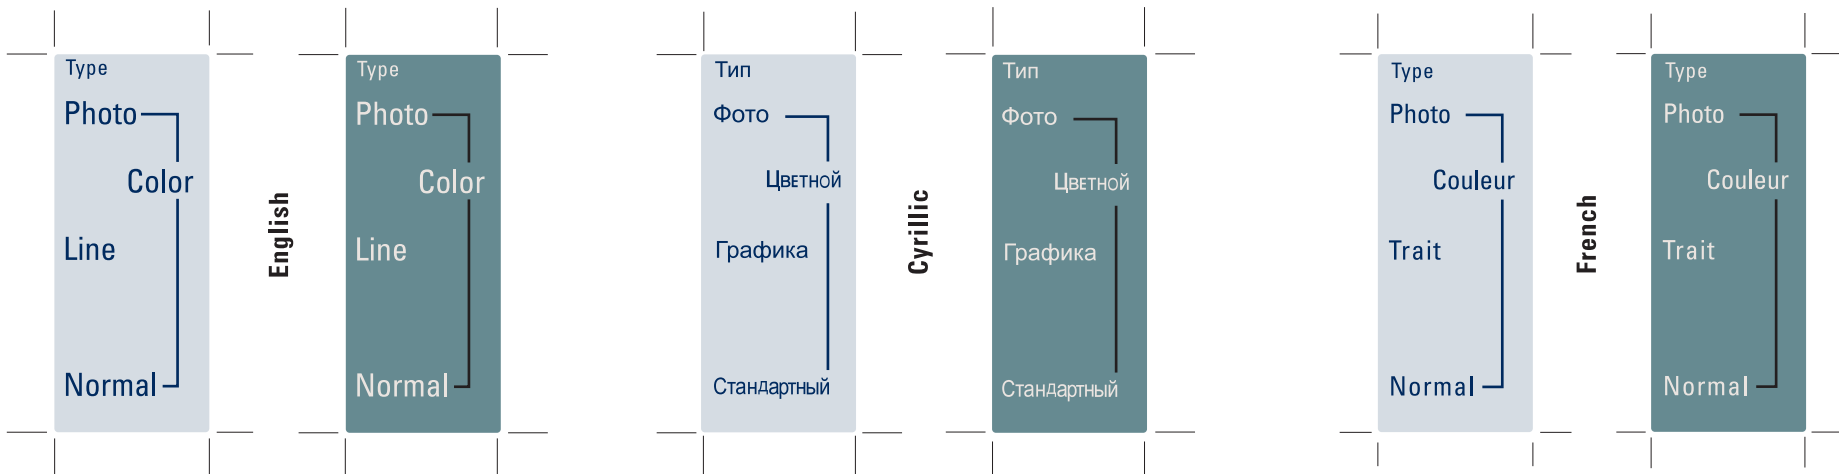 Type
Photo
Color
Line
Normal
English
Type
Photo
Color
Line
Normal
Тип
Фото
Цветной
Графика
Стандартный
Cyrillic
Тип
Фото
Цветной
Графика
Стандартный
Type
Photo
Couleur
Trait
Normal
French
Type
Photo
Couleur
Trait
Normal